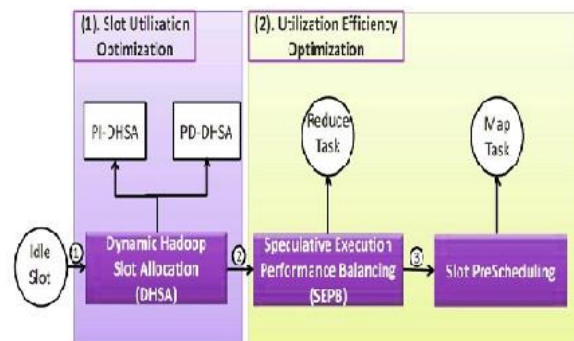 (1). Slot Utilization
Optimization
(2). Utilization Efficiency
Optimization
PI-DHSA
PD-DHSA
Reduce
Task
Map
Task
Idle
Slot
1
Dynamic Hadoop
Slot Allocation
(DHSA)
2
Speculative Execution
Performance Balancing
(SEPB)
3
Slot PreScheduling